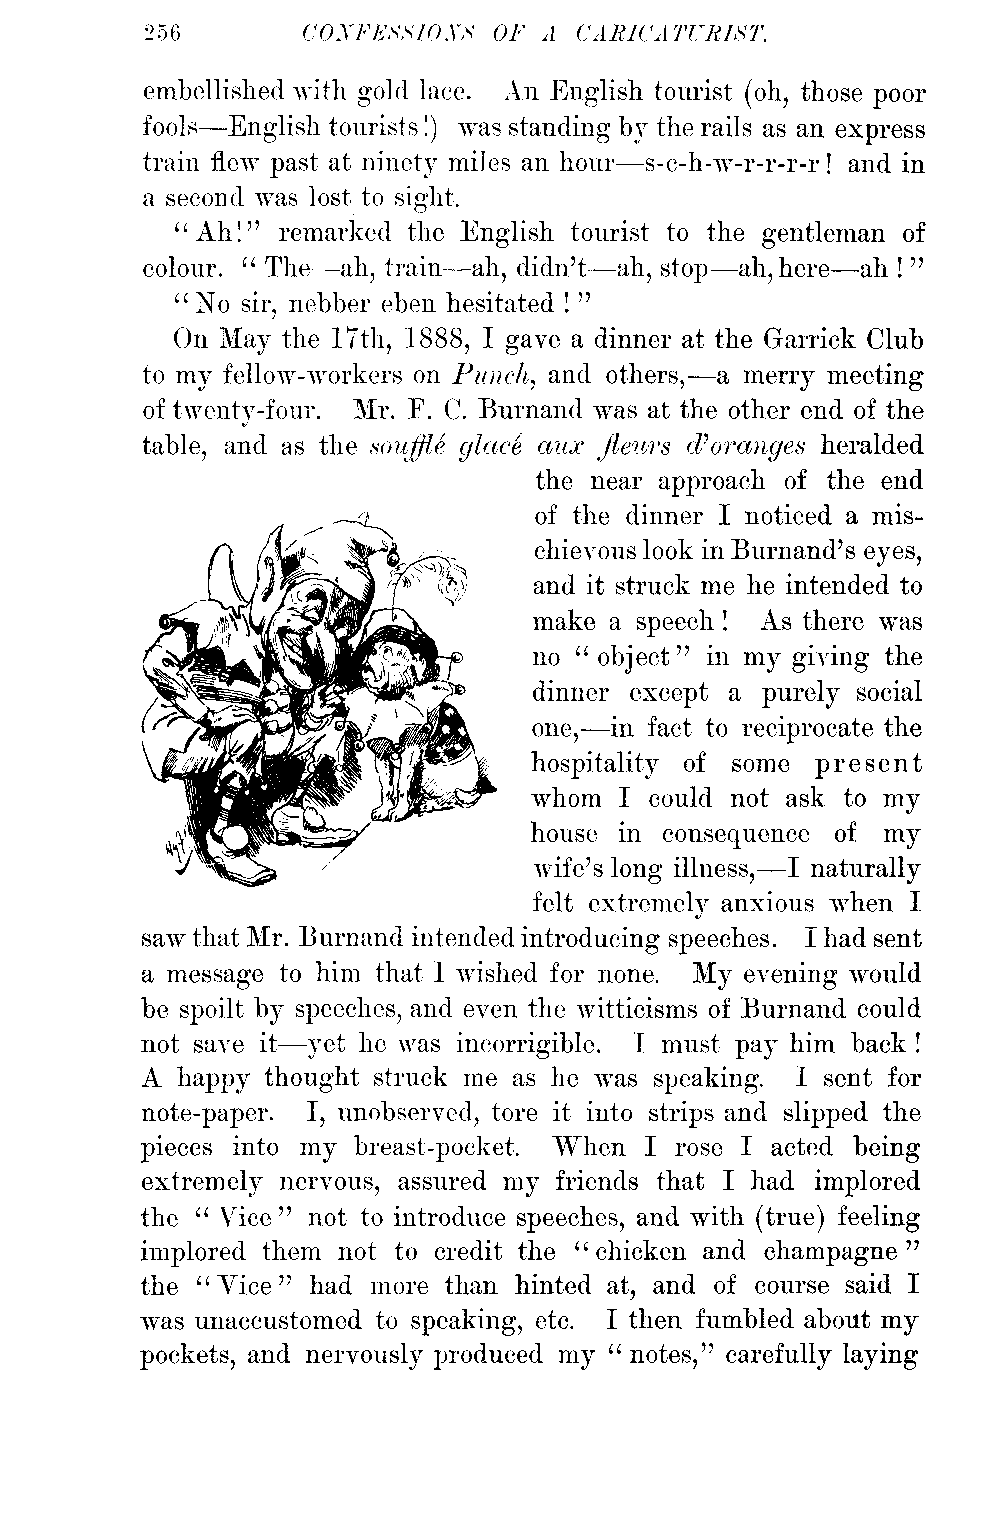 256 CONFESSIONS OF A CARICATURIST.
embellished with gold lace. An English tourist (oh, those poor
fools—English tourists!) was standing by the rails as an express
train flew past at ninety miles an hour—s-c-h-w-r-r-r-r! and in
a second was lost to sight.
“Ah!” remarked the English tourist to the gentleman of
colour. “The—ah, train—ah, didn’t—ah, stop—ah, here—ah!”
“No sir, nebber eben hesitated!”
On May the 17th, 1888, I gave a dinner at the Garrick Club
to my fellow-workers on Punch, and others,—a merry meeting
of twenty-four. Mr. F. C. Burnand was at the other end of the
table, and as the soufflé glacé aux fleurs d’oranges heralded
the near approach of the end
of the dinner I noticed a mis-
chievous look in Burnand’s eyes,
and it struck me he intended to
make a speech! As there was
no “object” in my giving the
dinner except a purely social
one,—in fact to reciprocate the
hospitality of some present
whom I could not ask to my
house in consequence of my
wife’s long illness,—I naturally
felt extremely anxious when I
saw that Mr. Burnand intended introducing speeches. I had sent
a message to him that I wished for none. My evening would
be spoilt by speeches, and even the witticisms of Burnand could
not save it—yet he was incorrigible. I must pay him back!
A happy thought struck me as he was speaking. I sent for
note-paper. I, unobserved, tore it into strips and slipped the
pieces into my breast-pocket. When I rose I acted being
extremely nervous, assured my friends that I had implored
the “Vice” not to introduce speeches, and with (true) feeling
implored them not to credit the “chicken and champagne”
the “Vice” had more than hinted at, and of course said I
was unaccustomed to speaking, etc. I then fumbled about my
pockets, and nervously produced my “notes,” carefully laying